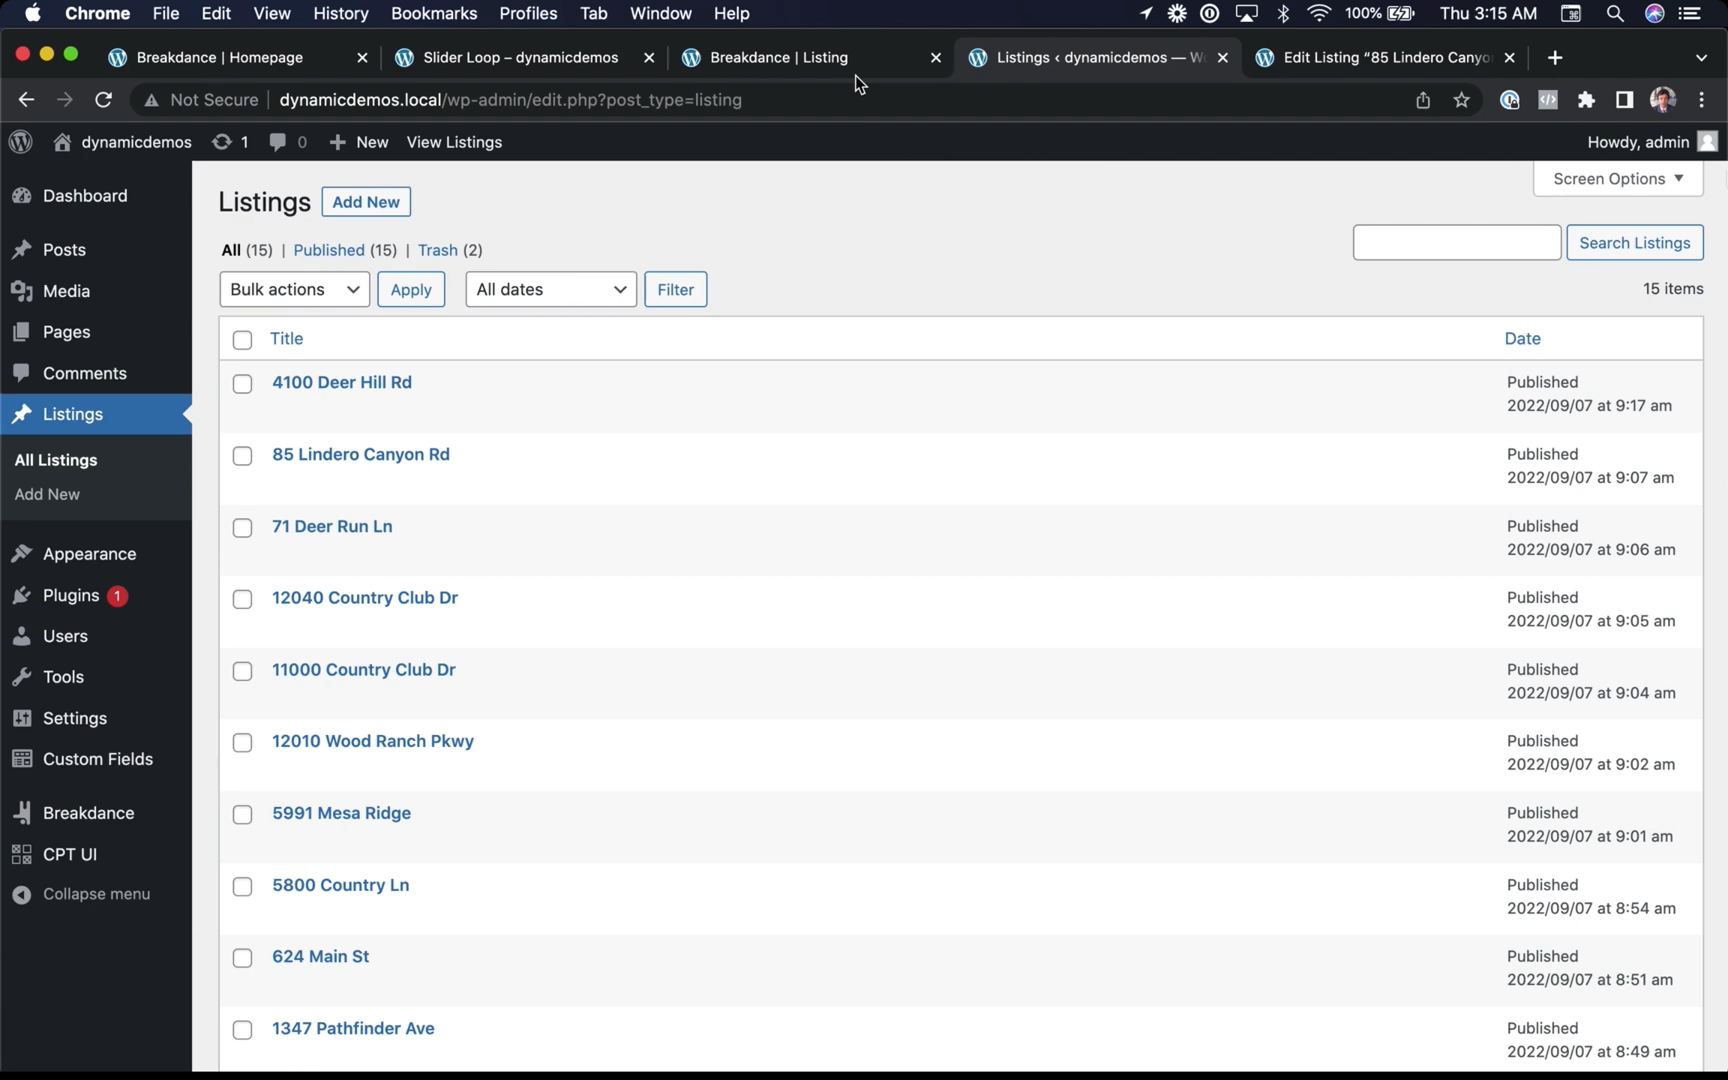 Chrome File Edit View History Bookmarks Profiles Tab Window Help 100% Thu 3:15 AM
Breakdance | Homepage Slider Loop – dynamicdemos Breakdance | Listing Listings ‹ dynamicdemos — Wo Edit Listing “85 Lindero Canyo
Not Secure dynamicdemos.local/wp-admin/edit.php?post_type=listing
dynamicdemos 1 0 New View Listings Howdy, admin
Screen Options
Dashboard
Posts
Media
Pages
Comments
Listings
All Listings
Add New
Appearance
Plugins 1
Users
Tools
Settings
Custom Fields
Breakdance
CPT UI
Collapse menu
Listings Add New
All (15) | Published (15) | Trash (2)
Search Listings
Bulk actions Apply All dates Filter 15 items
Title Date
4100 Deer Hill Rd Published
2022/09/07 at 9:17 am
85 Lindero Canyon Rd Published
2022/09/07 at 9:07 am
71 Deer Run Ln Published
2022/09/07 at 9:06 am
12040 Country Club Dr Published
2022/09/07 at 9:05 am
11000 Country Club Dr Published
2022/09/07 at 9:04 am
12010 Wood Ranch Pkwy Published
2022/09/07 at 9:02 am
5991 Mesa Ridge Published
2022/09/07 at 9:01 am
5800 Country Ln Published
2022/09/07 at 8:54 am
624 Main St Published
2022/09/07 at 8:51 am
1347 Pathfinder Ave Published
2022/09/07 at 8:49 am